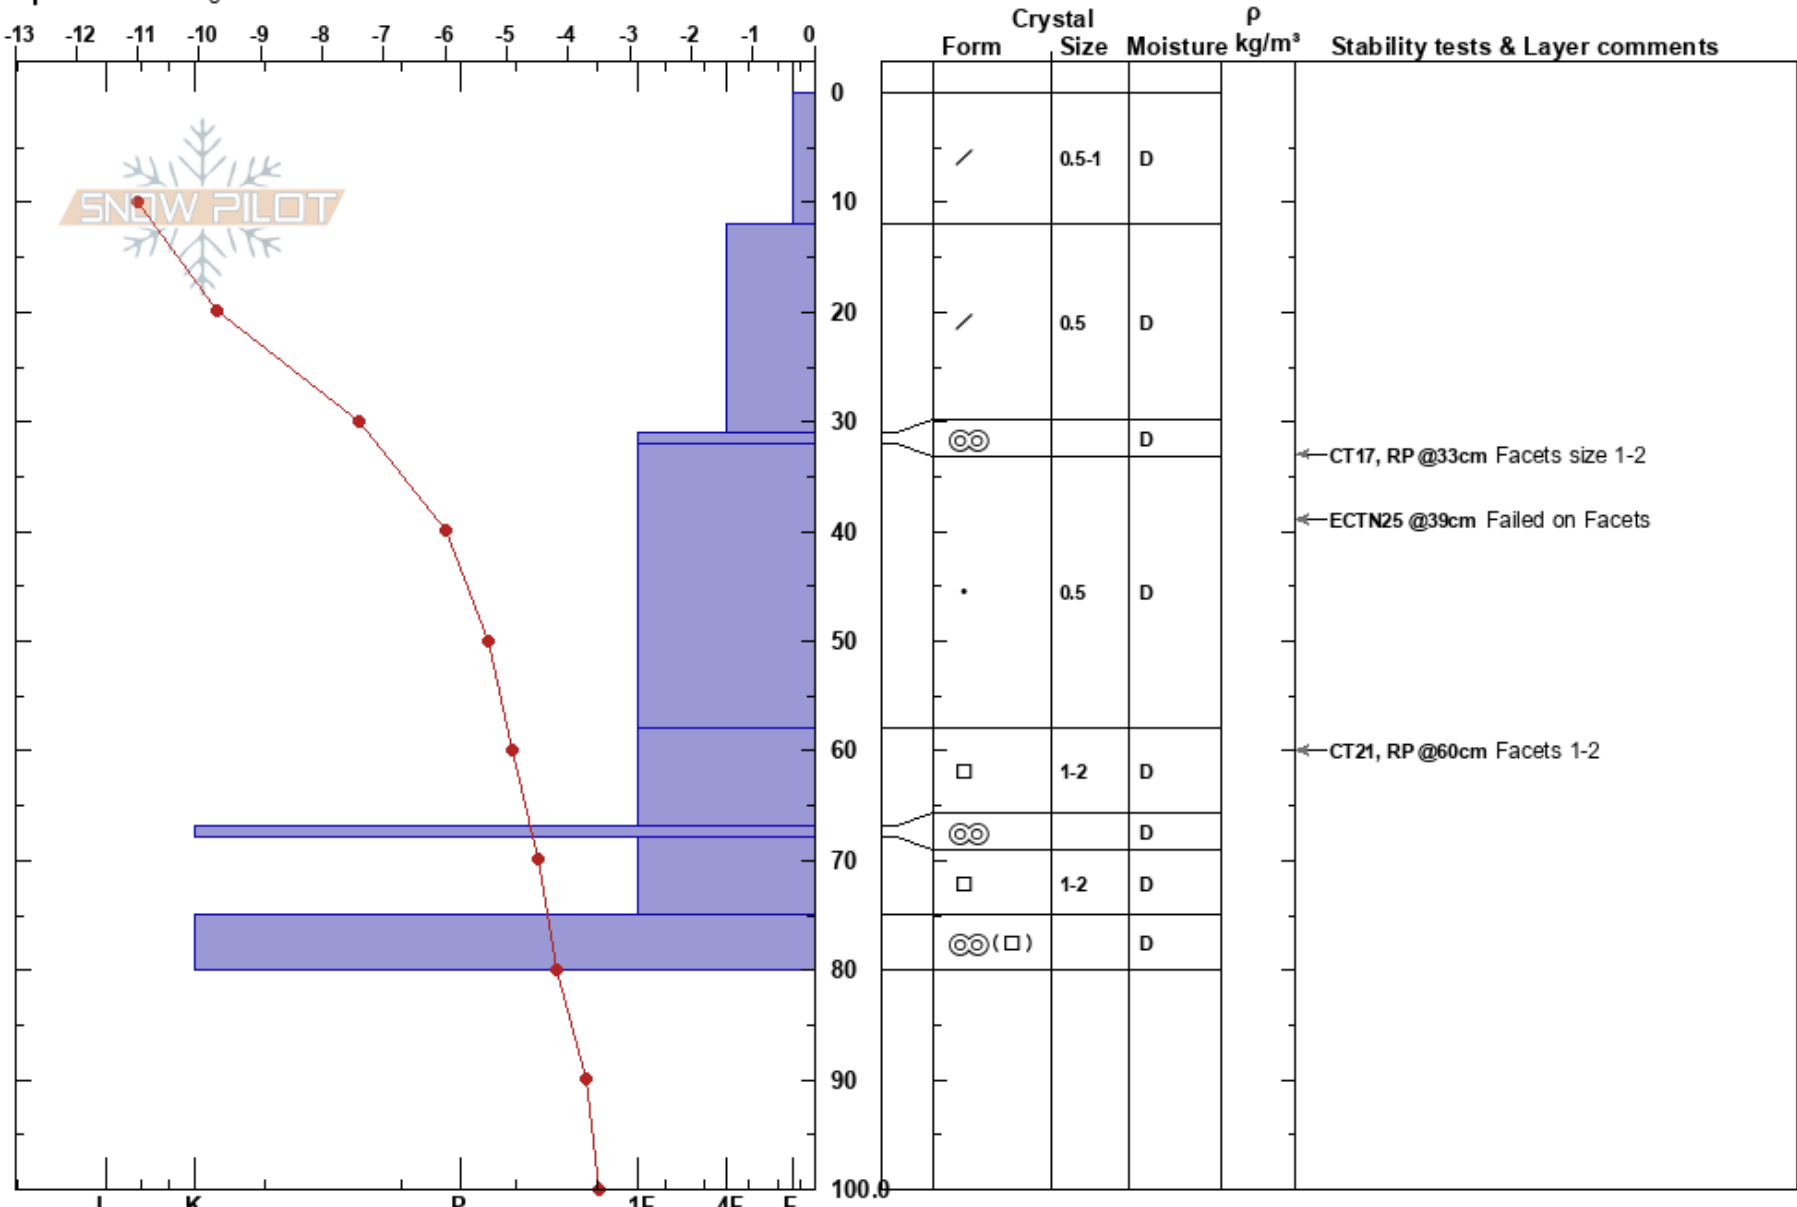 Crystal ρ
-13 -12 -11 -10 -9 -8 -7 -6 -5 -4 -3 -2 -1 0
Form Size Moisture kg/m³ Stability tests & Layer comments
0
0.5-1 D
SNOW PILOT
10
20
0.5 D
30
D
CT17, RP @33cm Facets size 1-2
ECTN25 @39cm Failed on Facets
40
0.5 D
50
60
CT21, RP @60cm Facets 1-2
1-2 D
D
70
1-2 D
D
80
90
100.0
I K P 1F 4F F